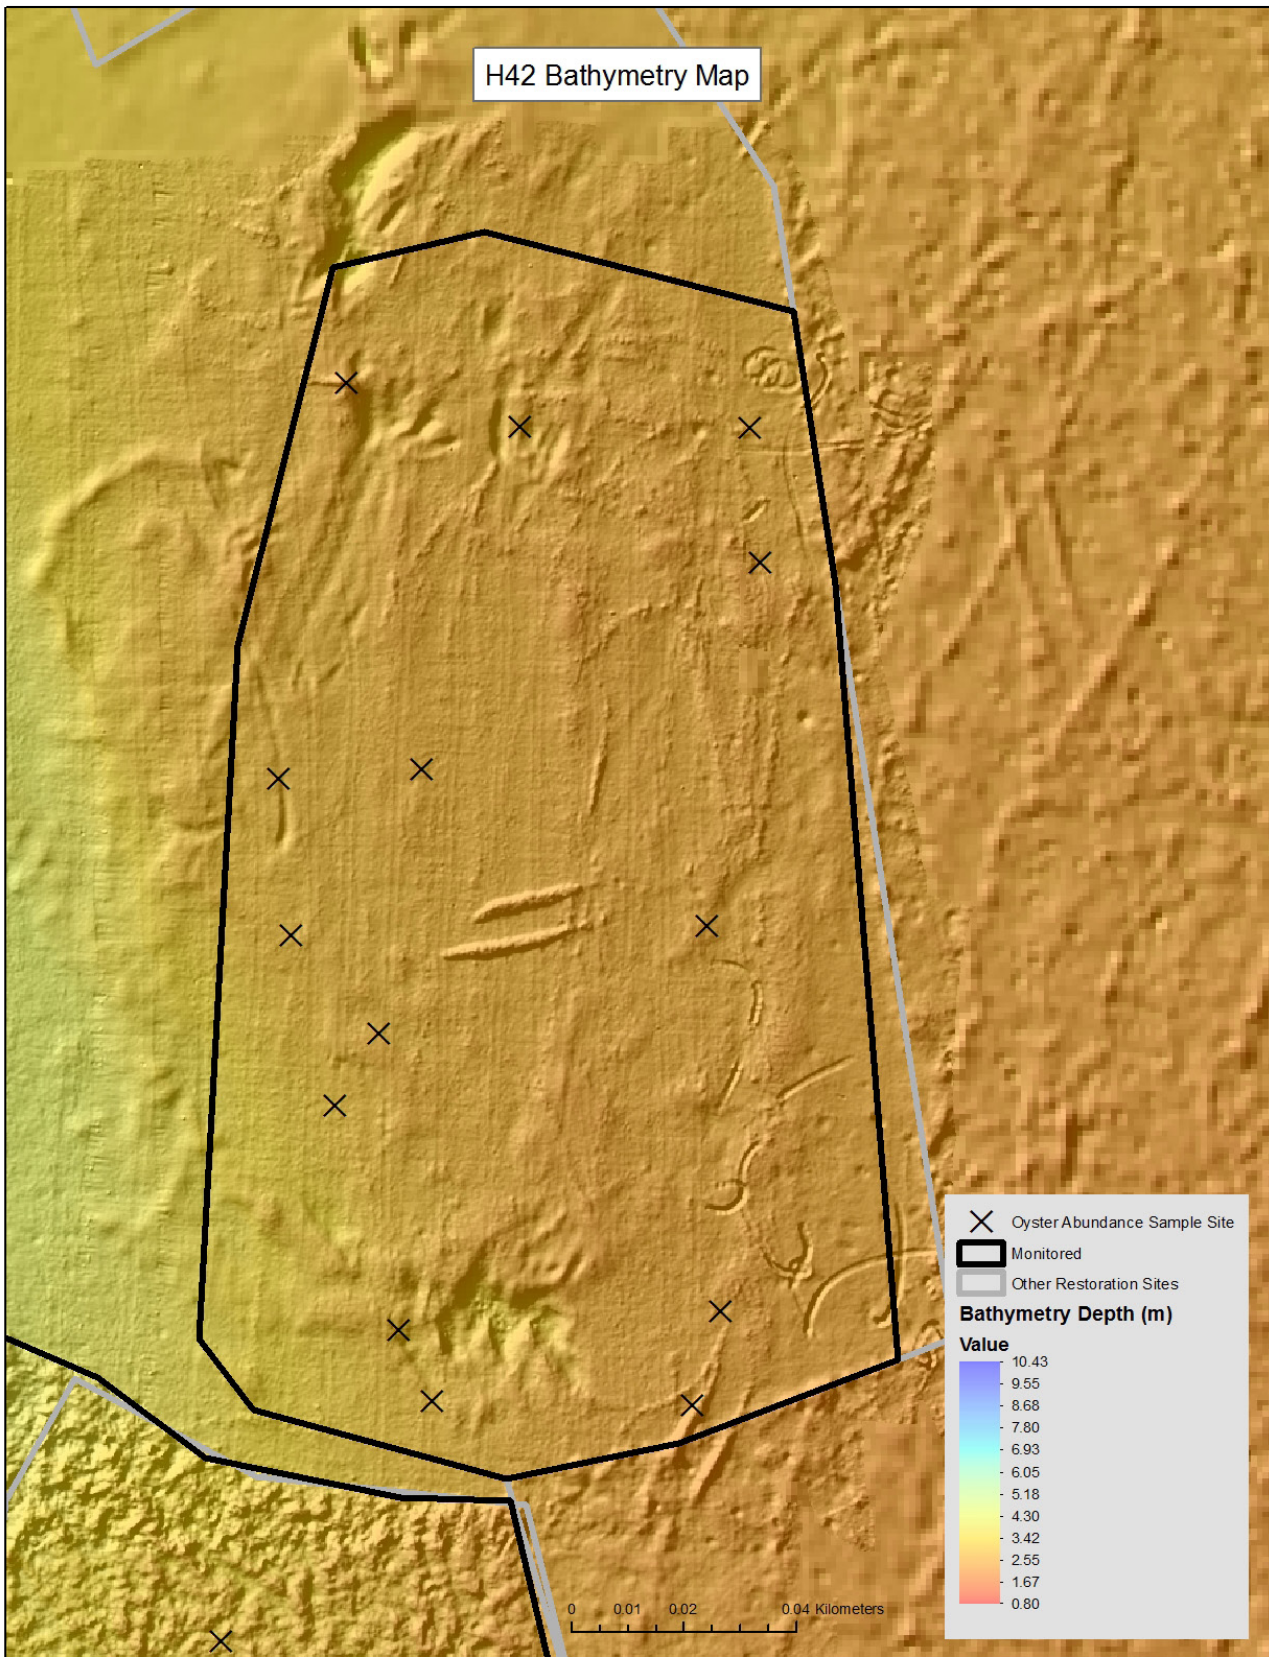 H42 Bathymetry Map
Oyster Abundance Sample Site
Monitored
Other Restoration Sites
Bathymetry Depth (m)
Value
10.43
9.55
8.68
7.80
6.93
6.05
5.18
4.30
3.42
2.55
1.67
0.80
0 0.01 0.02 0.04 Kilometers